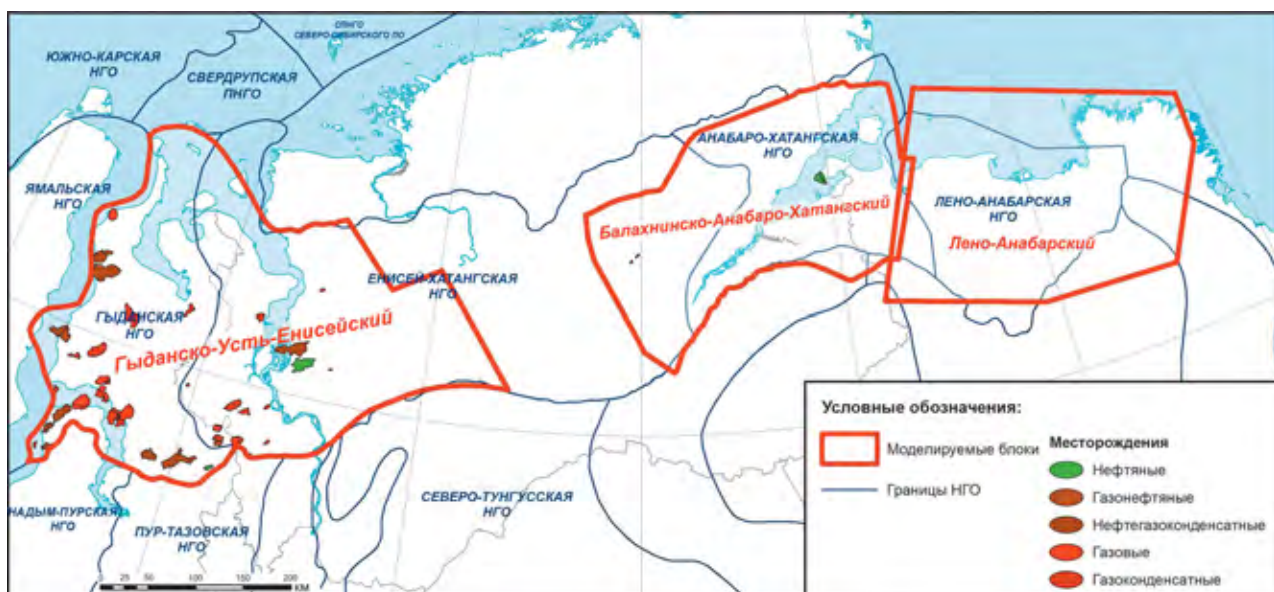 ЮЖНО-КАРСКАЯ
НГО
СВЕРДРУПСКАЯ
ПНГО
СЕВЕРО-СИБИРСКОГО ПО
ЯМАЛЬСКАЯ
НГО
АНАБАРО-ХАТАНГСКАЯ
НГО
Балахнинско-Анабаро-Хатангский
ЛЕНО-АНАБАРСКАЯ
НГО
Лено-Анабарский
ЕНИСЕЙ-ХАТАНГСКАЯ
НГО
ГЫДАНСКАЯ
НГО
Гыданско-Усть-Енисейский
НАДЫМ-ПУРСКАЯ
НГО
ПУР-ТАЗОВСКАЯ
НГО
СЕВЕРО-ТУНГУССКАЯ
НГО
0 25 50 100 150 200
КМ
Условные обозначения:
Моделируемые блоки
Границы НГО
Месторождения
Нефтяные
Газонефтяные
Нефтегазоконденсатные
Газовые
Газоконденсатные